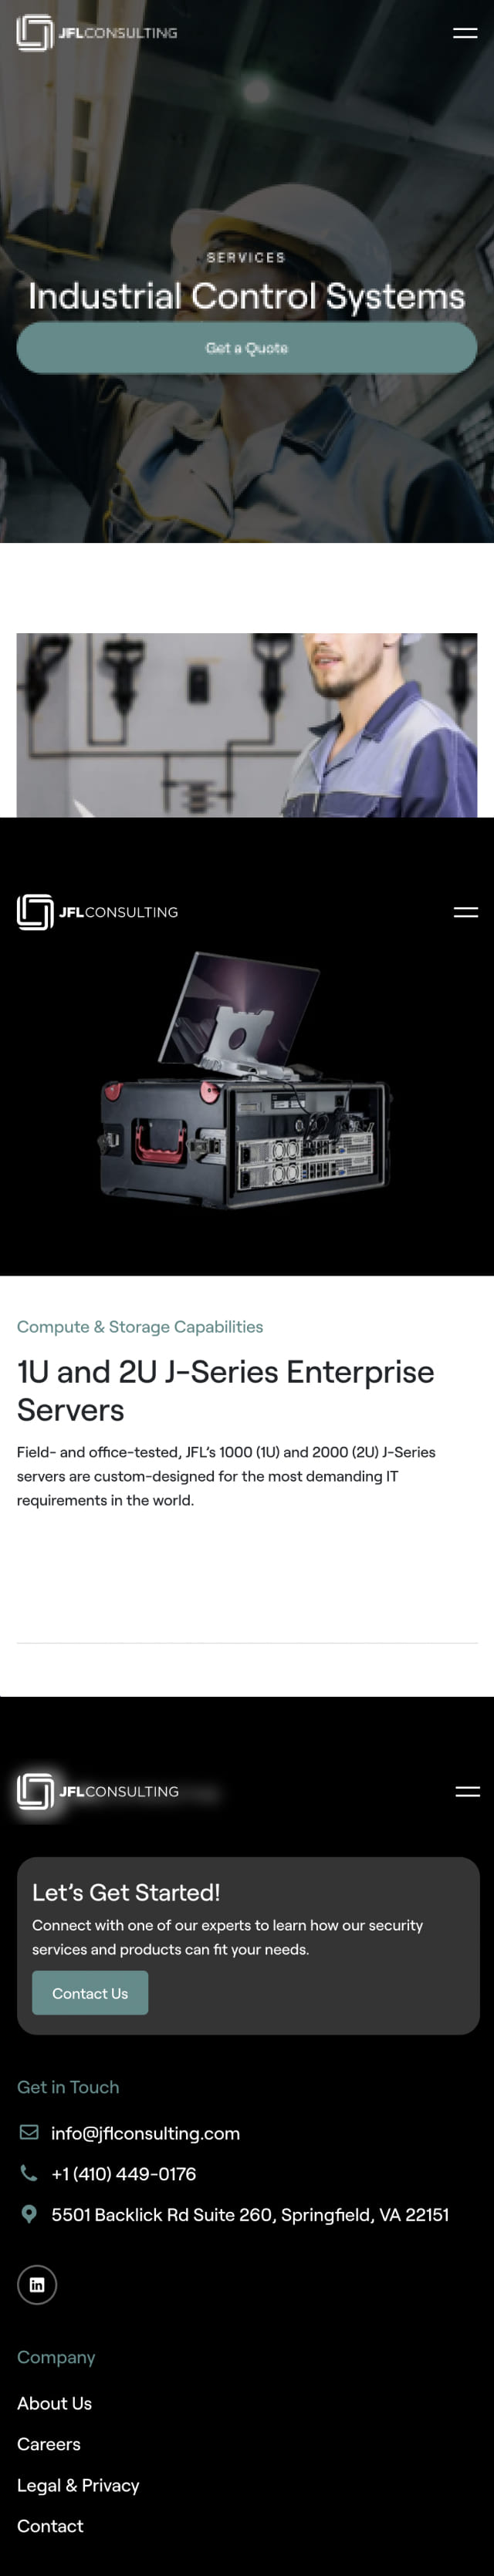 JFLCONSULTING
SERVICES
Industrial Control Systems
Get a Quote
JFLCONSULTING
Compute & Storage Capabilities
1U and 2U J-Series Enterprise
Servers
Field- and office-tested, JFL's 1000 (1U) and 2000 (2U) J-Series
servers are custom-designed for the most demanding IT
requirements in the world.
JFLCONSULTING
Let's Get Started!
Connect with one of our experts to learn how our security
services and products can fit your needs.
Contact Us
Get in Touch
info@jflconsulting.com
+1 (410) 449-0176
5501 Backlick Rd Suite 260, Springfield, VA 22151
in
Company
About Us
Careers
Legal & Privacy
Contact